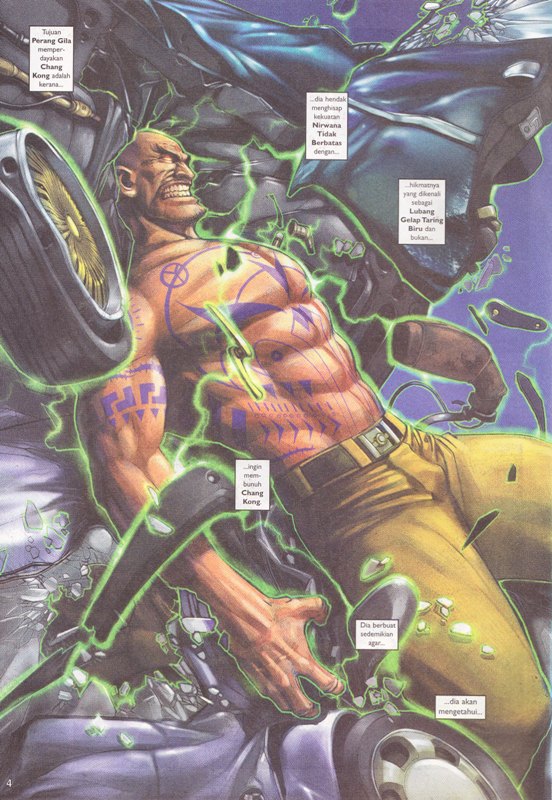 Tujuan
Perang Gila
memper-
dayakan
Chang
Kong adalah
kerana...
...dia hendak
menghisap
kekuatan
Nirwana
Tidak
Berbatas
dengan...
...hikmatnya
yang dikenali
sebagai
Lubang
Gelap Taring
Biru dan
bukan...
...ingin
mem-
bunuh
Chang
Kong.
Dia berbuat
sedemikian
agar...
...dia akan
mengetahui...
4